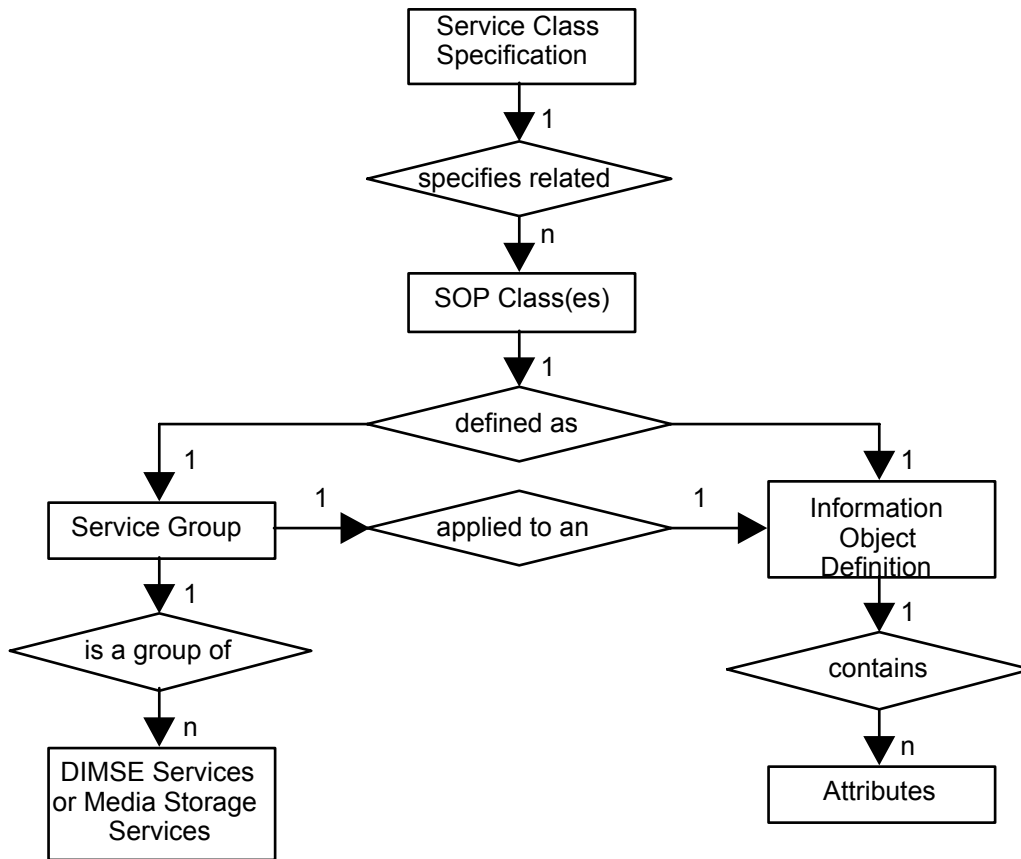 Service Class
Specification
1
specifies related
n
SOP Class(es)
1
defined as
1
1
Service Group
1
applied to an
1
Information
Object
Definition
1
is a group of
n
DIMSE Services
or Media Storage
Services
1
contains
n
Attributes